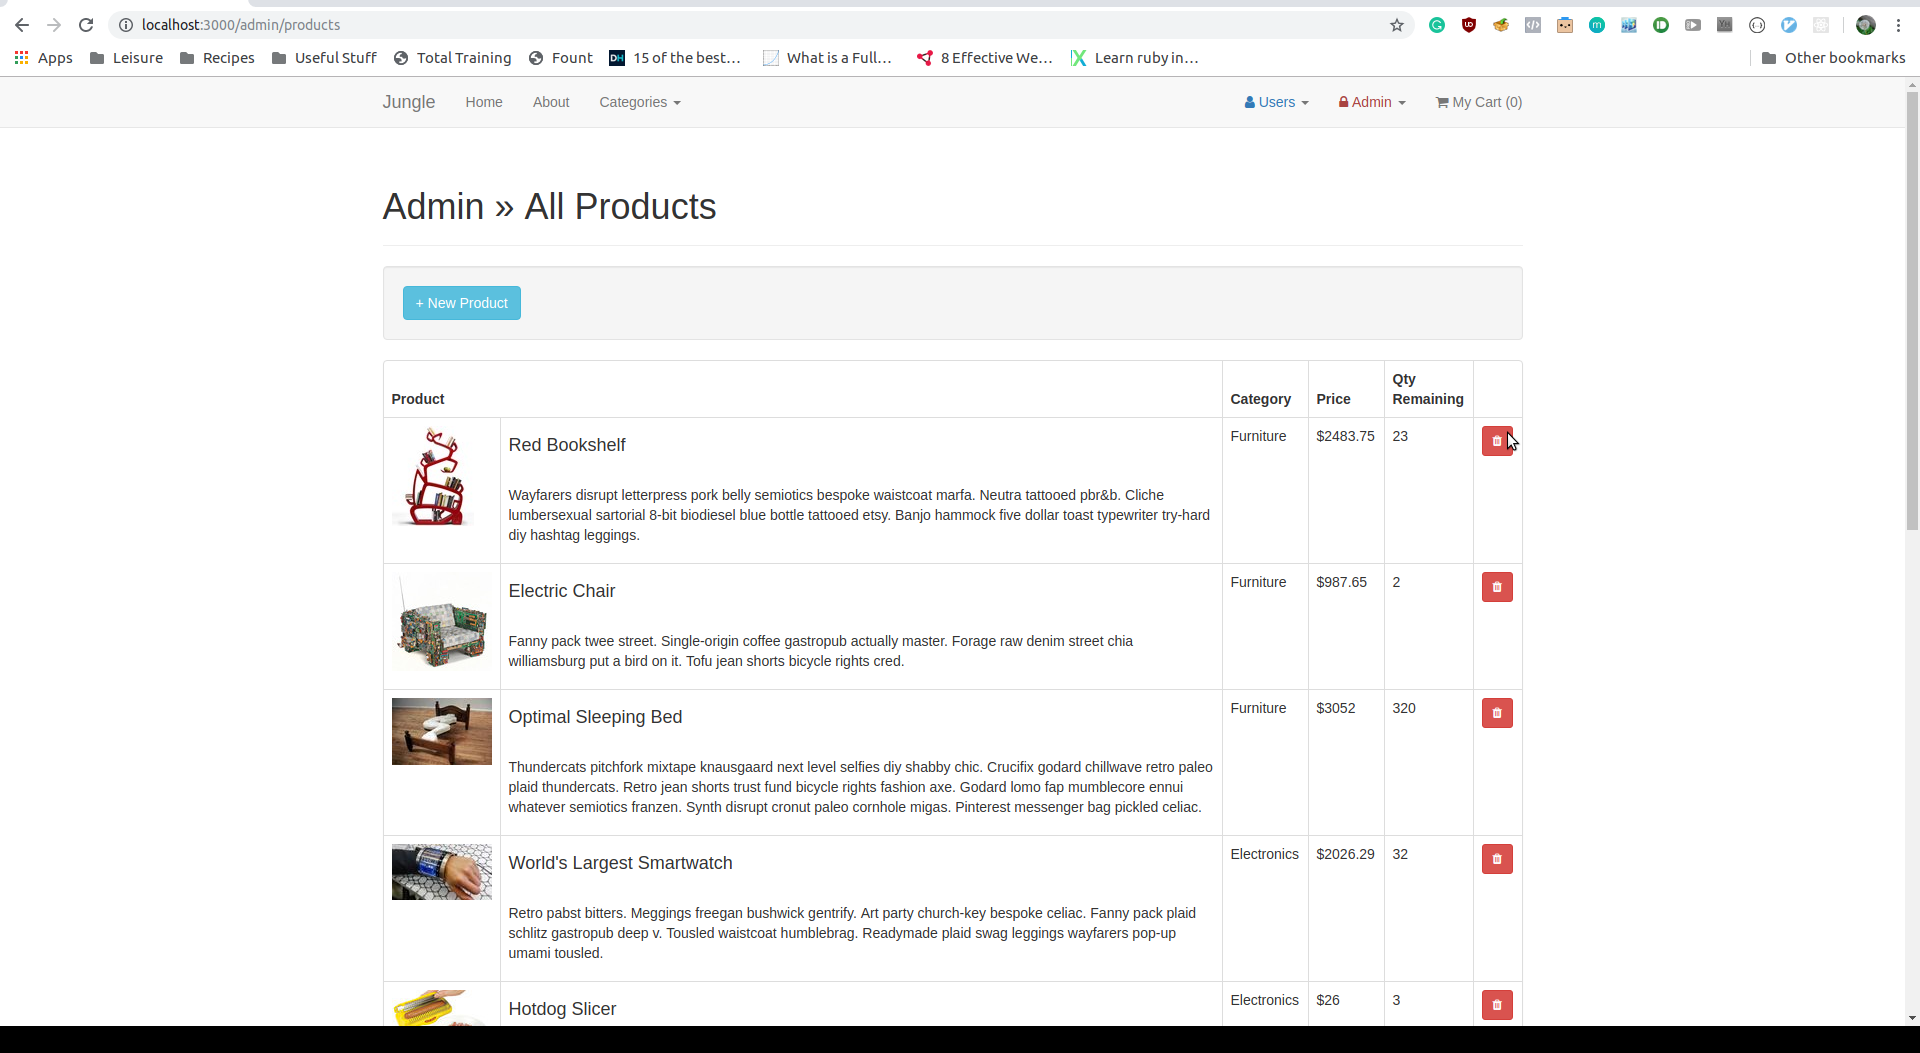 localhost:3000/admin/products
Apps Leisure Recipes Useful Stuff Total Training Fount 15 of the best... What is a Full... 8 Effective We... Learn ruby in... Other bookmarks
Jungle Home About Categories Users Admin My Cart (0)
Admin » All Products
+ New Product
Product Category Price Qty Remaining
Red Bookshelf Furniture $2483.75 23
Wayfarers disrupt letterpress pork belly semiotics bespoke waistcoat marfa. Neutra tattooed pbr&b. Cliche
lumbersexual sartorial 8-bit biodiesel blue bottle tattooed etsy. Banjo hammock five dollar toast typewriter try-hard
diy hashtag leggings.
Electric Chair Furniture $987.65 2
Fanny pack twee street. Single-origin coffee gastropub actually master. Forage raw denim street chia
williamsburg put a bird on it. Tofu jean shorts bicycle rights cred.
Optimal Sleeping Bed Furniture $3052 320
Thundercats pitchfork mixtape knausgaard next level selfies diy shabby chic. Crucifix godard chillwave retro paleo
plaid thundercats. Retro jean shorts trust fund bicycle rights fashion axe. Godard lomo fap mumblecore ennui
whatever semiotics franzen. Synth disrupt cronut paleo cornhole migas. Pinterest messenger bag pickled celiac.
World's Largest Smartwatch Electronics $2026.29 32
Retro pabst bitters. Meggings freegan bushwick gentrify. Art party church-key bespoke celiac. Fanny pack plaid
schlitz gastropub deep v. Tousled waistcoat humblebrag. Readymade plaid swag leggings wayfarers pop-up
umami tousled.
Hotdog Slicer Electronics $26 3